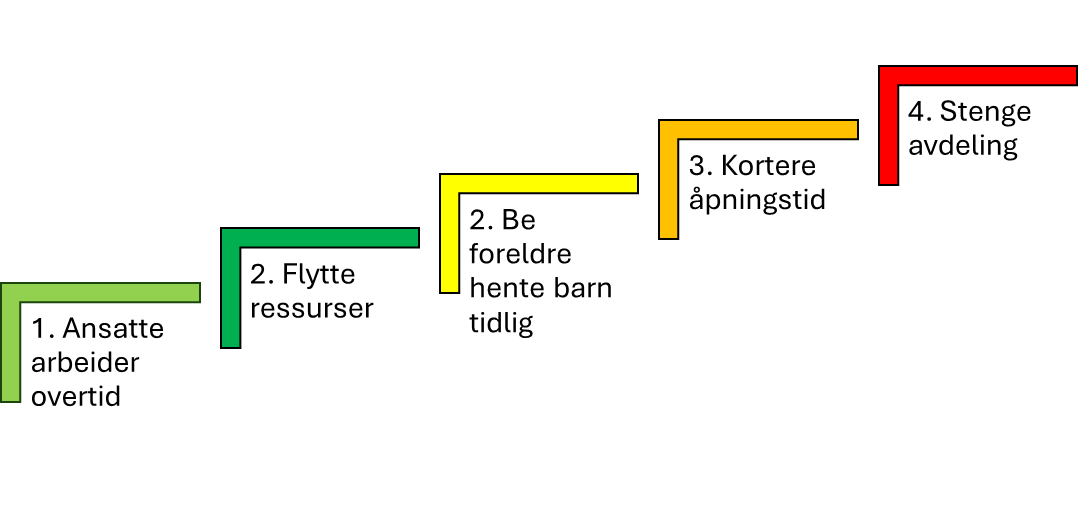 1. Ansatte
arbeider
overtid
2. Flytte
ressurser
2. Be
foreldre
hente barn
tidlig
3. Kortere
åpningstid
4. Stenge
avdeling